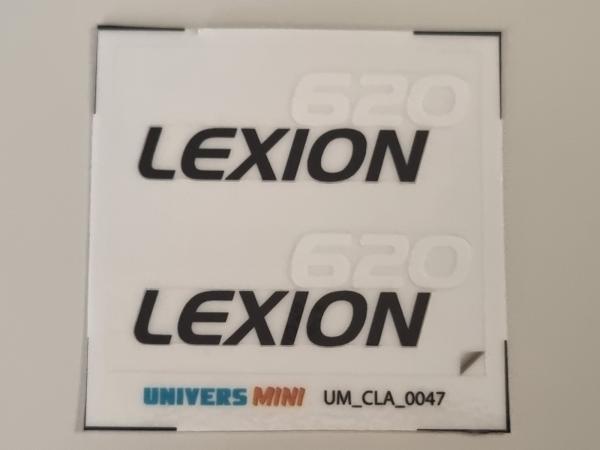 620
LEXION
620
LEXION
UNIVERS MINI UM_CLA_0047